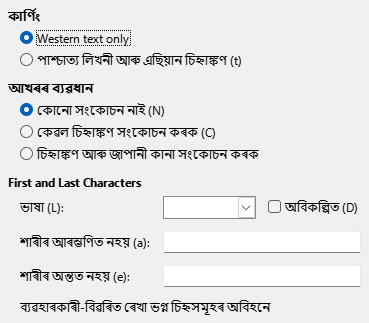 কাৰ্ণিং
Western text only
পাশ্চাত্য লিখনী আৰু এছিয়ান চিহ্নাঙ্কণ (t)
আখৰৰ ব্যৱধান
কোনো সংকোচন নাই (N)
কেৱল চিহ্নাঙ্কণ সংকোচন কৰক (C)
চিহ্নাঙ্কণ আৰু জাপানী কানা সংকোচন কৰক
First and Last Characters
ভাষা (L): অবিকল্পিত (D)
শাৰীৰ আৰম্ভণিত নহয় (a):
শাৰীৰ অন্তত নহয় (e):
ব্যৱহাৰকাৰী-বিৱৰিত ৰেখা ভগ্ন চিহ্নসমূহৰ অবিহনে